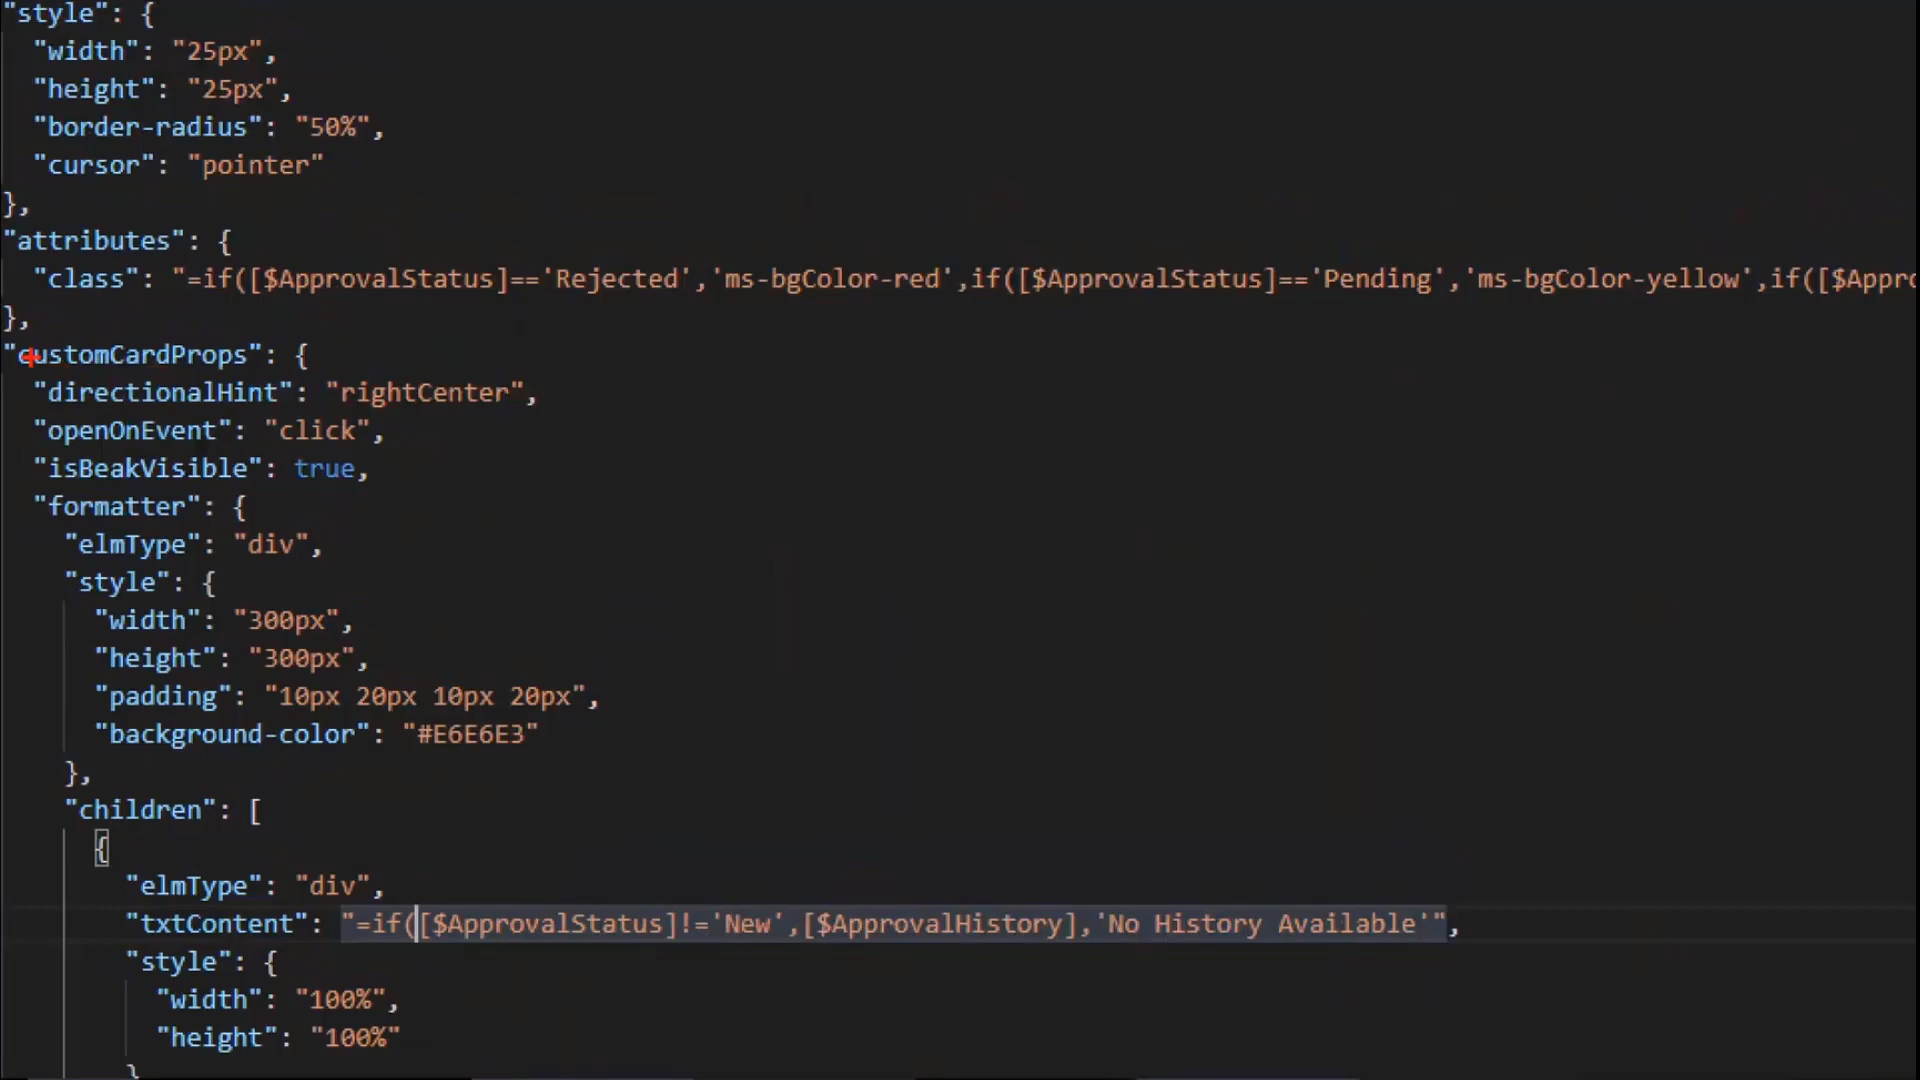 "style": {
"width": "25px",
"height": "25px",
"border-radius": "50%",
"cursor": "pointer"
},
"attributes": {
"class": "=if([$ApprovalStatus]=='Rejected','ms-bgColor-red',if([$ApprovalStatus]=='Pending','ms-bgColor-yellow',if([$Appro
},
"customCardProps": {
"directionalHint": "rightCenter",
"openOnEvent": "click",
"isBeakVisible": true,
"formatter": {
"elmType": "div",
"style": {
"width": "300px",
"height": "300px",
"padding": "10px 20px 10px 20px",
"background-color": "#E6E6E3"
},
"children": [
{
"elmType": "div",
"txtContent": "=if([$ApprovalStatus]!='New',[$ApprovalHistory],'No History Available'",
"style": {
"width": "100%",
"height": "100%"
}